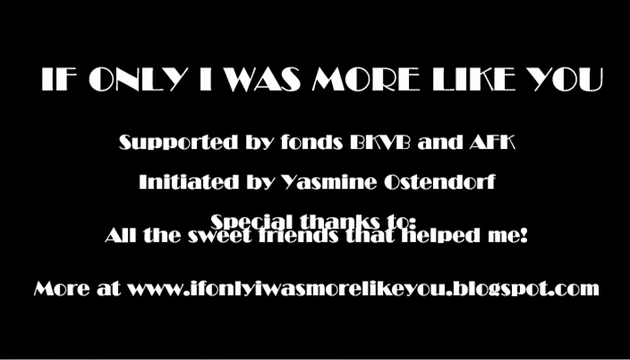 IF ONLY I WAS MORE LIKE YOU
Supported by fonds BKVB and AFK
Initiated by Yasmine Ostendorf
Special thanks to:
All the sweet friends that helped me!
More at www.ifonlyiwasmorelikeyou.blogspot.com